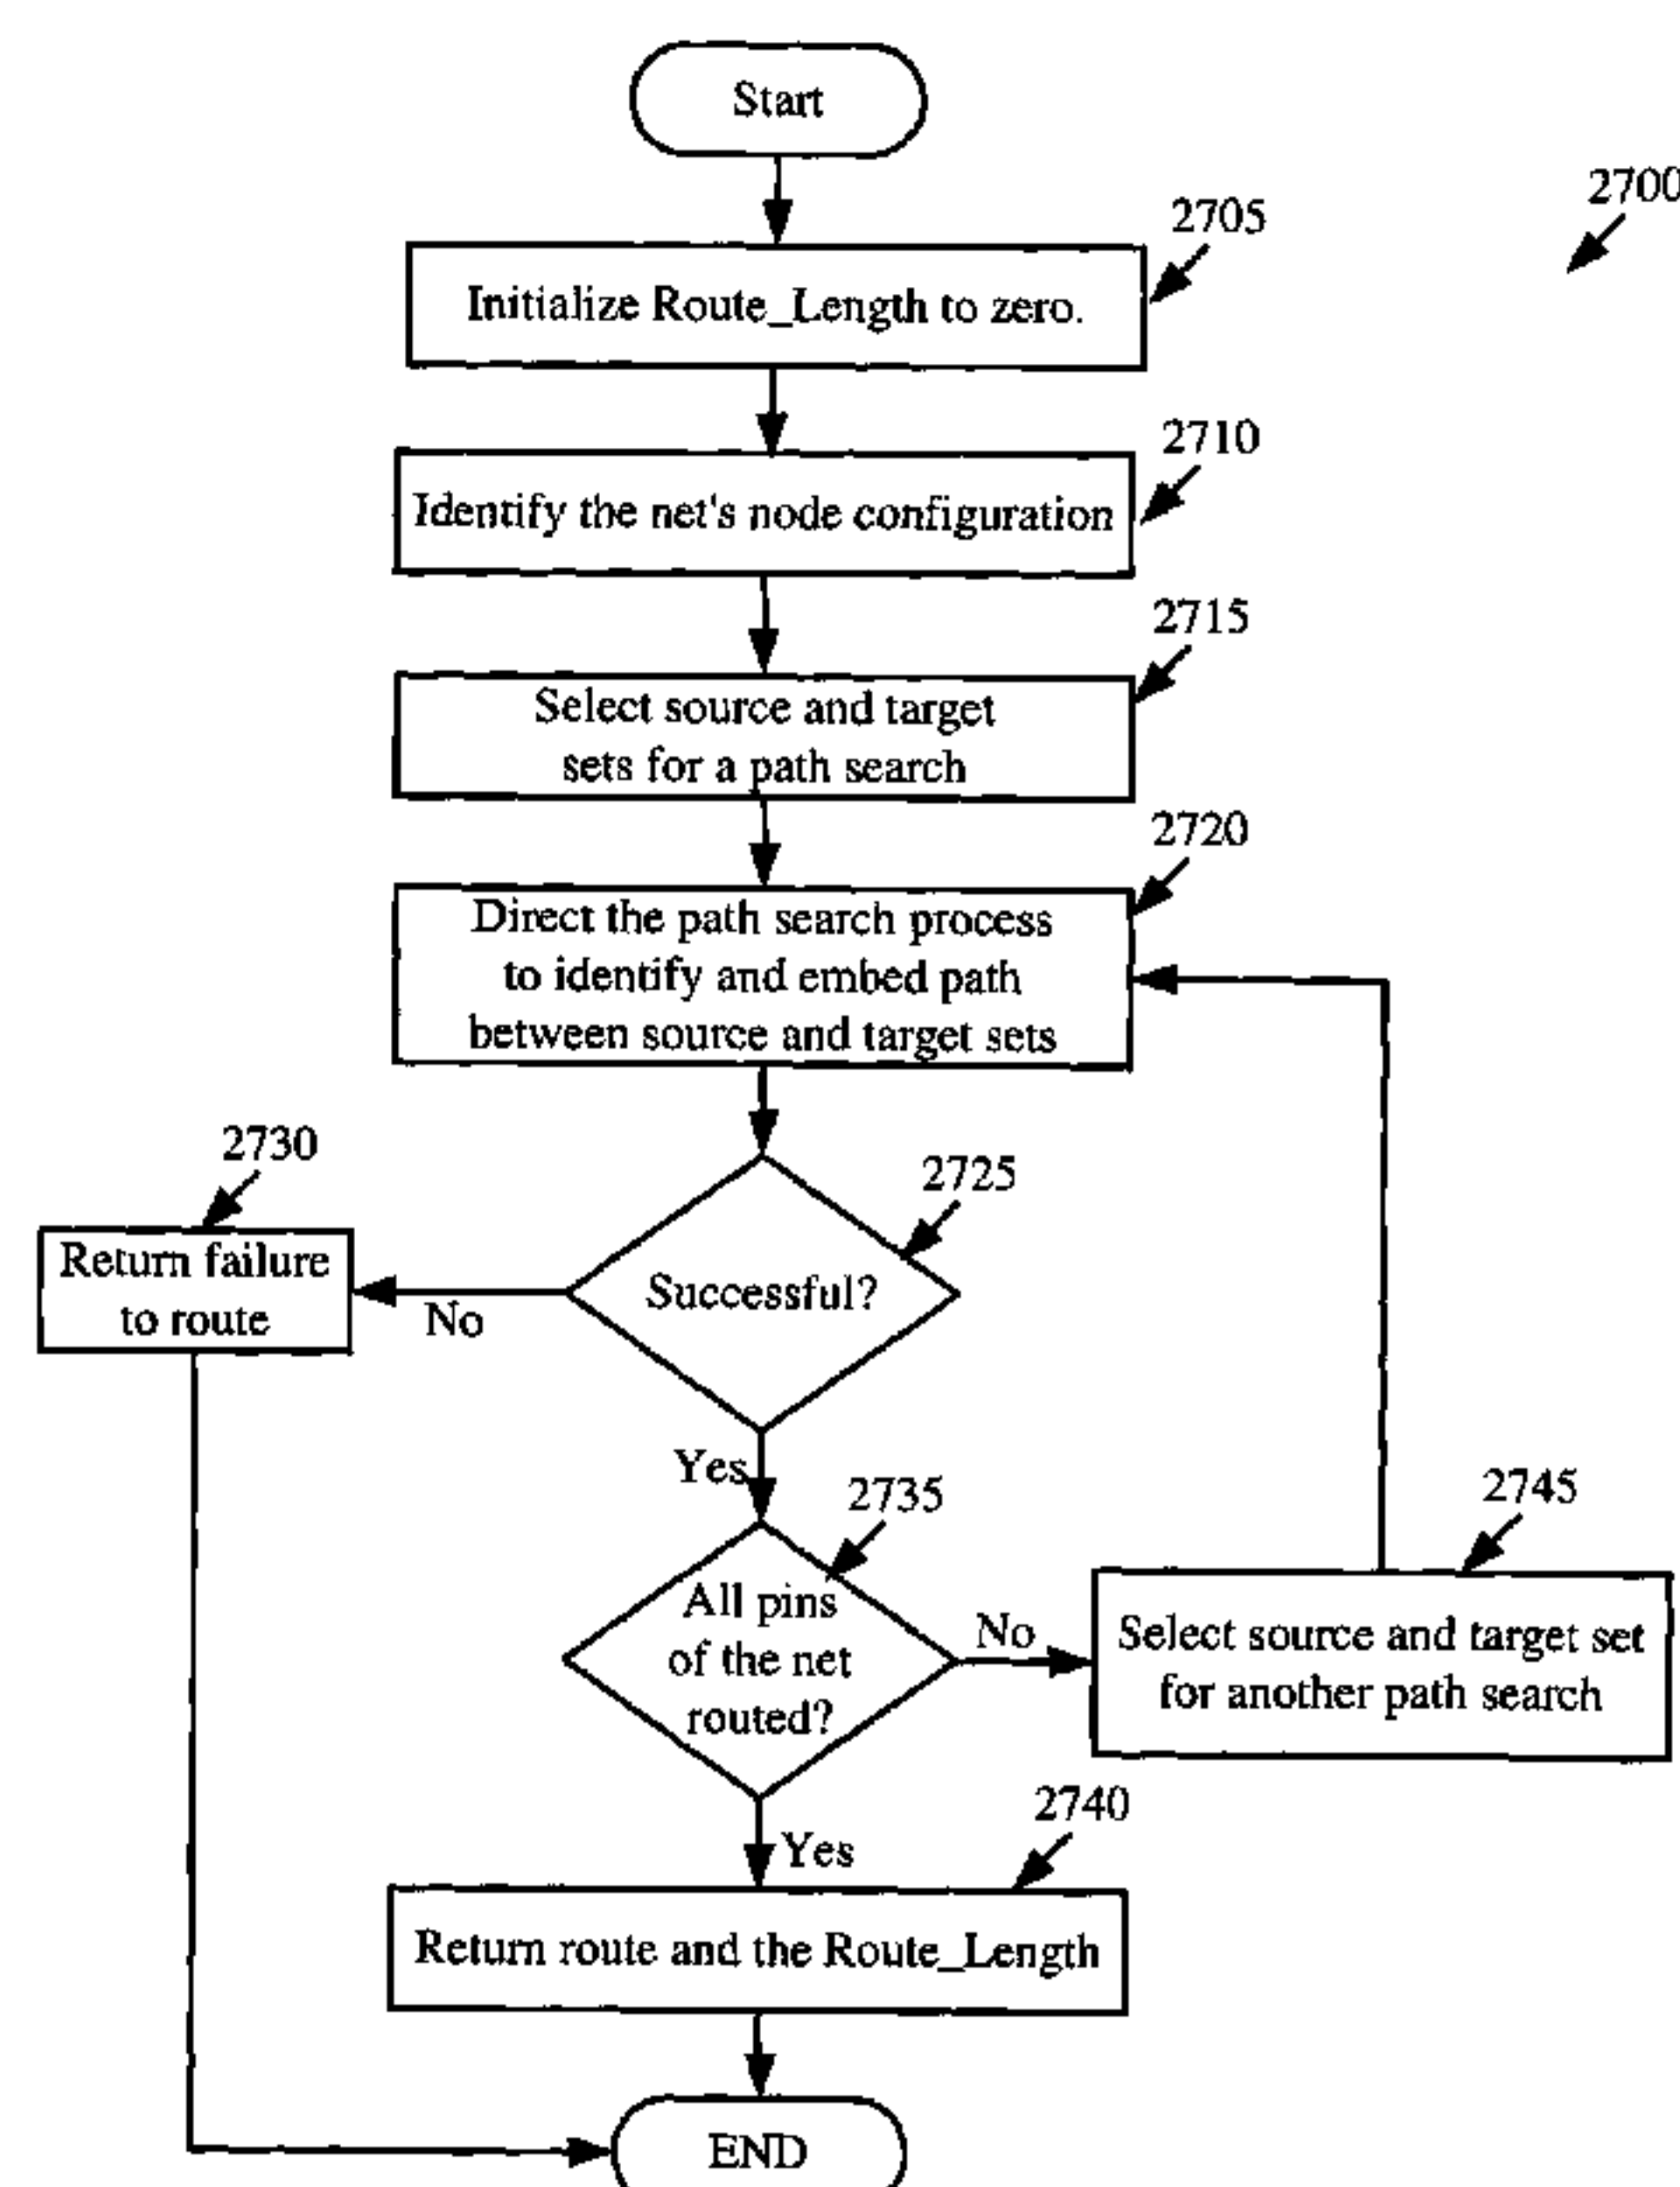 Start
2700
2705
Initialize Route_Length to zero.
2710
Identify the net's node configuration
2715
Select source and target
sets for a path search
2720
Direct the path search process
to identify and embed path
between source and target sets
2730
2725
Return failure
to route
No
Successful?
Yes
2735
2745
All pins
of the net
routed?
No
Select source and target set
for another path search
2740
Yes
Return route and the Route_Length
END